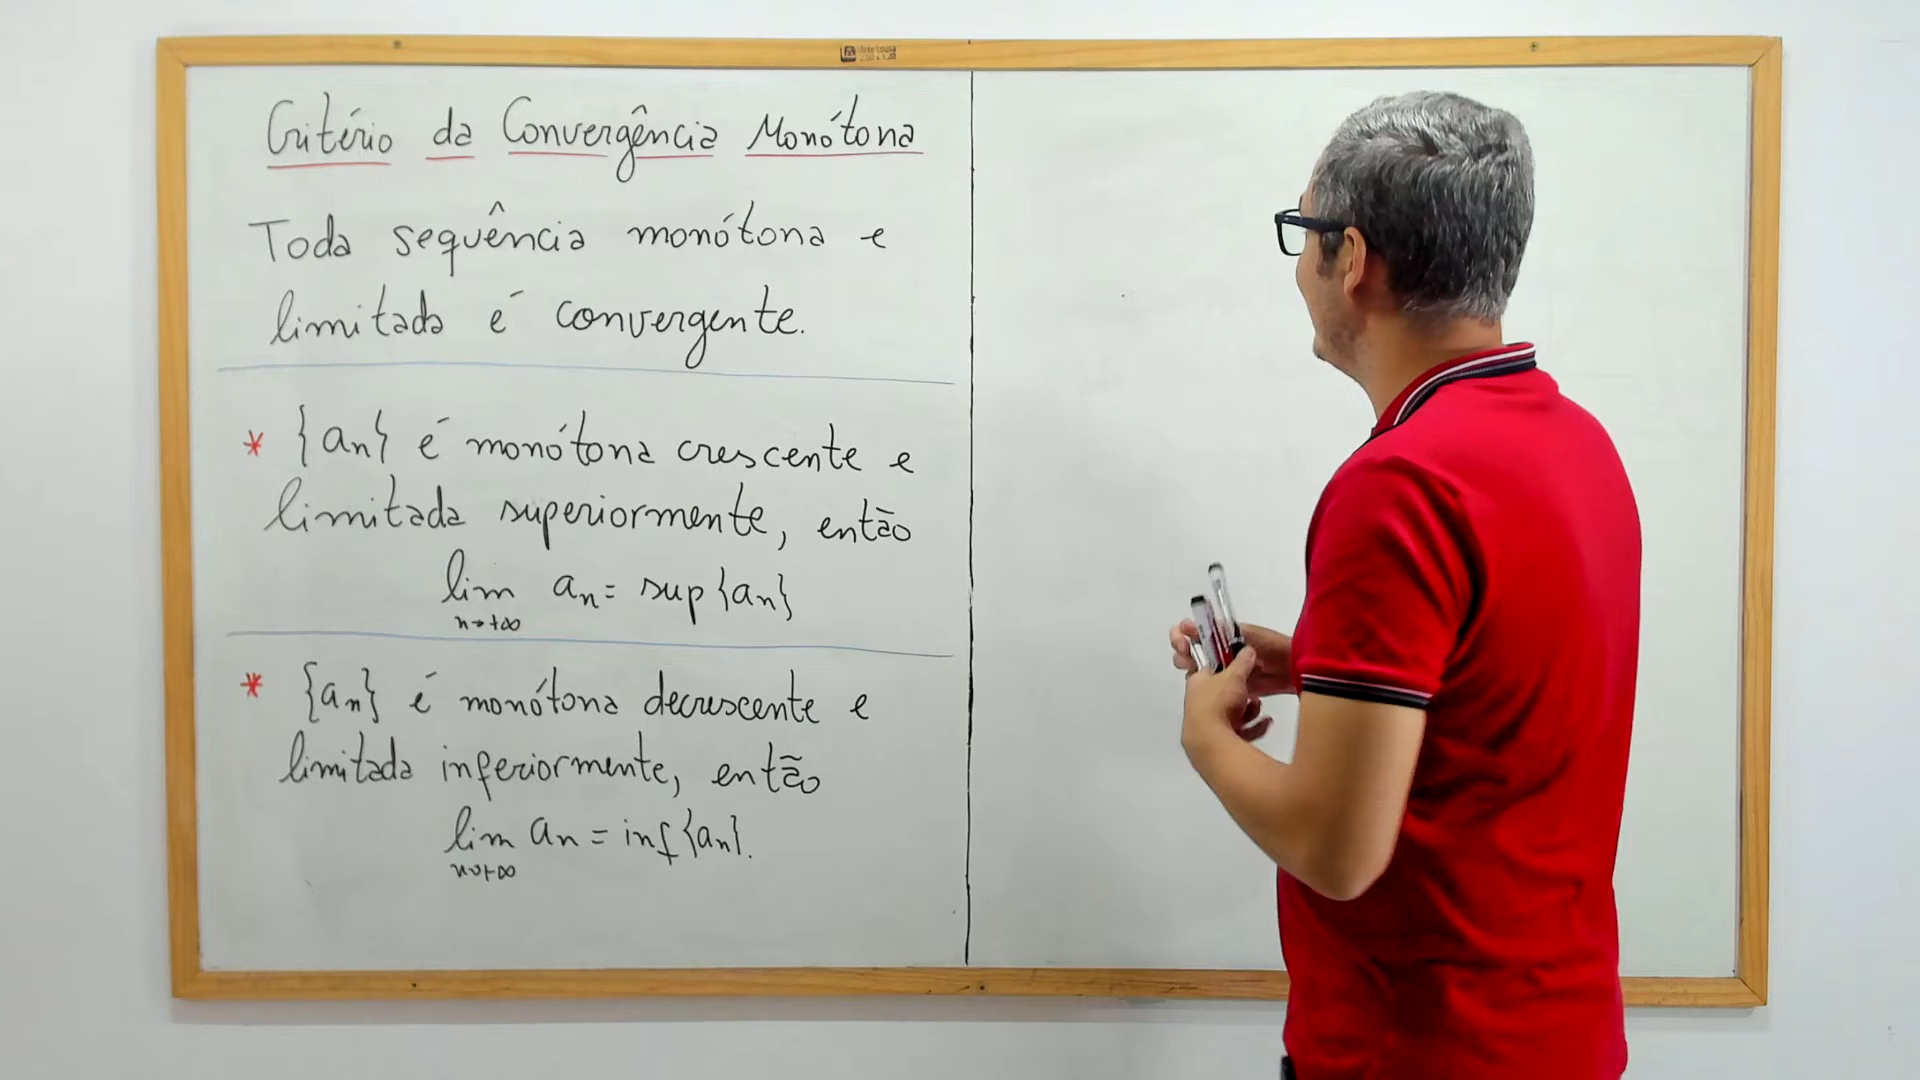 Critério da Convergência Monótona
Toda sequência monótona e
limitada é convergente.
* {an} é monótona crescente e
limitada superiormente, então
lim an = sup{an}
n→+∞
* {an} é monótona decrescente e
limitada inferiormente, então
lim an = inf{an}.
n→+∞